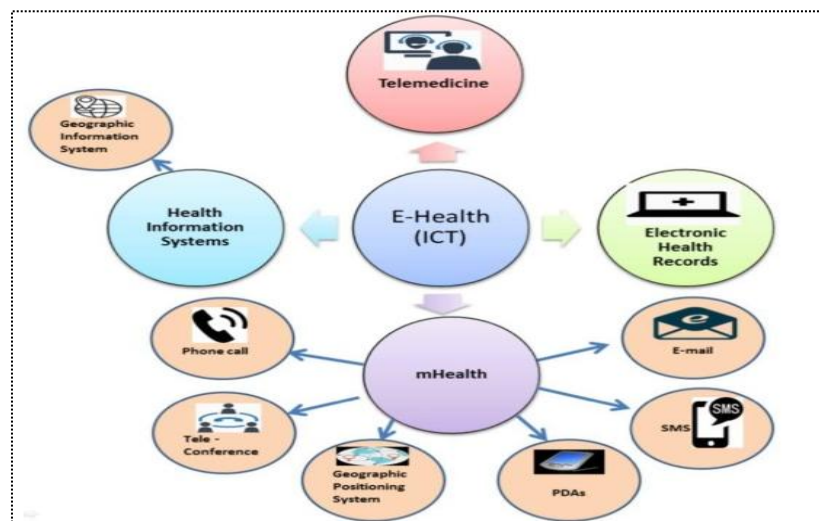 Telemedicine
Geographic
Information
System
Health
Information
Systems
E-Health
(ICT)
Electronic
Health
Records
Phone call
mHealth
e
E-mail
Tele -
Conference
SMS
SMS
Geographic
Positioning
System
PDAs